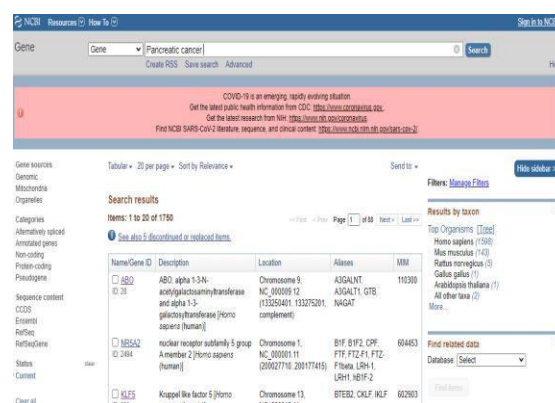 NCBI Resources How To Sign in to NCBI
Gene Gene Pancreatic cancer Search
Create RSS Save search Advanced He
COVID-19 is an emerging, rapidly evolving situation.
Get the latest public health information from CDC: https://www.coronavirus.gov.
Get the latest research from NIH: https://www.nih.gov/coronavirus.
Find NCBI SARS-CoV-2 literature, sequence, and clinical content: https://www.ncbi.nlm.nih.gov/sars-cov-2/.
Gene sources
Genomic
Mitochondria
Organelles
Categories
Alternatively spliced
Annotated genes
Non-coding
Protein-coding
Pseudogene
Sequence content
CCDS
Ensembl
RefSeq
RefSeqGene
Status clear
Current
Clear all
Tabular 20 per page Sort by Relevance Send to:
Search results
Items: 1 to 20 of 1750 << First < Prev Page 1 of 88 Next > Last >>
See also 5 discontinued or replaced items.
Name/Gene ID Description Location Aliases MIM
ABO ABO, alpha 1-3-N- Chromosome 9, A3GALNT, 110300
ID: 28 acetylgalactosaminyltransferase NC_000009.12 A3GALT1, GTB,
and alpha 1-3- (133250401..133275201, NAGAT
galactosyltransferase [Homo complement)
sapiens (human)]
NR5A2 nuclear receptor subfamily 5 group Chromosome 1, B1F, B1F2, CPF, 604453
ID: 2494 A member 2 [Homo sapiens NC_000001.11 FTF, FTZ-F1, FTZ-
(human)] (200027710..200177415) F1beta, LRH-1,
LRH1, hB1F-2
KLF5 Kruppel like factor 5 [Homo Chromosome 13, BTEB2, CKLF, IKLF 602903
Hide sidebar >
Filters: Manage Filters
Results by taxon
Top Organisms [Tree]
Homo sapiens (1598)
Mus musculus (143)
Rattus norvegicus (5)
Gallus gallus (1)
Arabidopsis thaliana (1)
All other taxa (2)
More...
Find related data
Database: Select
Find items